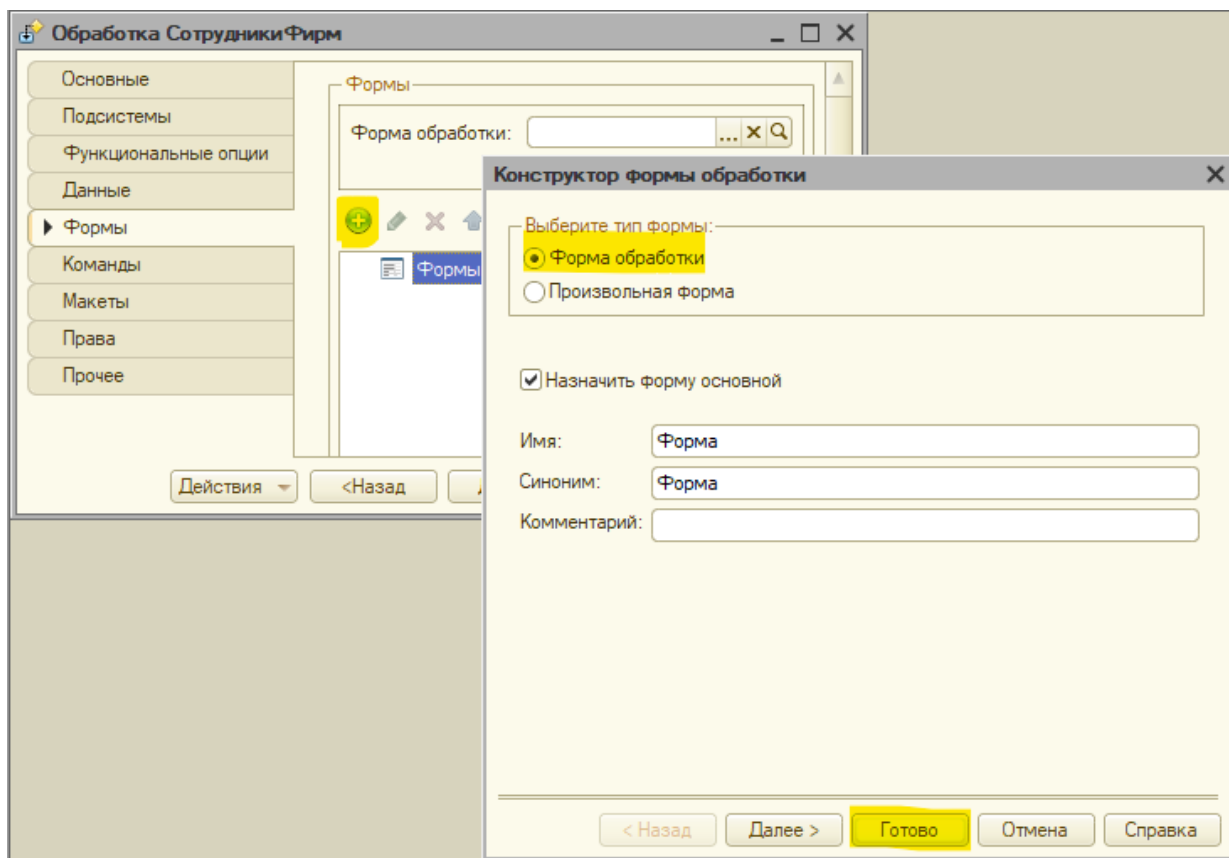 Обработка СотрудникиФирм
Основные
Подсистемы
Функциональные опции
Данные
Формы
Команды
Макеты
Права
Прочее
Формы
Форма обработки:
...
Формы
Действия
<Назад
Конструктор формы обработки
Выберите тип формы:
Форма обработки
Произвольная форма
Назначить форму основной
Имя: Форма
Синоним: Форма
Комментарий:
< Назад Далее > Готово Отмена Справка